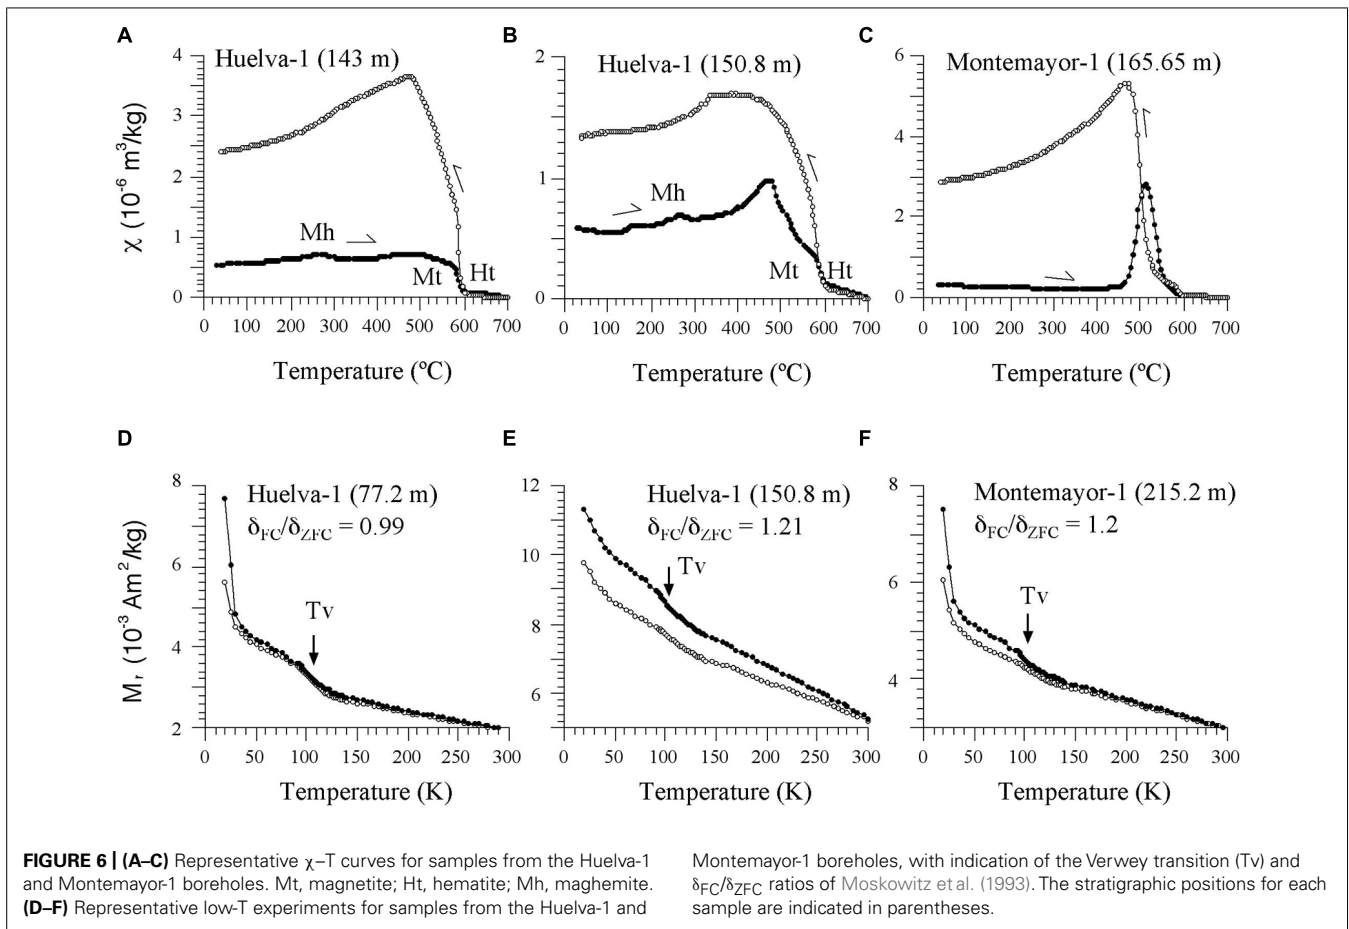 A
Huelva-1 (143 m)
4
3
2
1
0
χ (10⁻⁶ m³/kg)
Mh
Mt
Ht
0 100 200 300 400 500 600 700
Temperature (ºC)
B
Huelva-1 (150.8 m)
2
1
0
Mh
Mt
Ht
0 100 200 300 400 500 600 700
Temperature (ºC)
C
Montemayor-1 (165.65 m)
6
4
2
0
0 100 200 300 400 500 600 700
Temperature (ºC)
D
Huelva-1 (77.2 m)
δFC/δZFC = 0.99
8
6
4
2
Mr (10⁻³ Am²/kg)
Tv
0 50 100 150 200 250 300
Temperature (K)
E
Huelva-1 (150.8 m)
δFC/δZFC = 1.21
12
10
8
6
Tv
0 50 100 150 200 250 300
Temperature (K)
F
Montemayor-1 (215.2 m)
δFC/δZFC = 1.2
8
6
4
Tv
0 50 100 150 200 250 300
Temperature (K)
FIGURE 6 | (A–C) Representative χ–T curves for samples from the Huelva-1
and Montemayor-1 boreholes. Mt, magnetite; Ht, hematite; Mh, maghemite.
(D–F) Representative low-T experiments for samples from the Huelva-1 and
Montemayor-1 boreholes, with indication of the Verwey transition (Tv) and
δFC/δZFC ratios of Moskowitz et al. (1993). The stratigraphic positions for each
sample are indicated in parentheses.